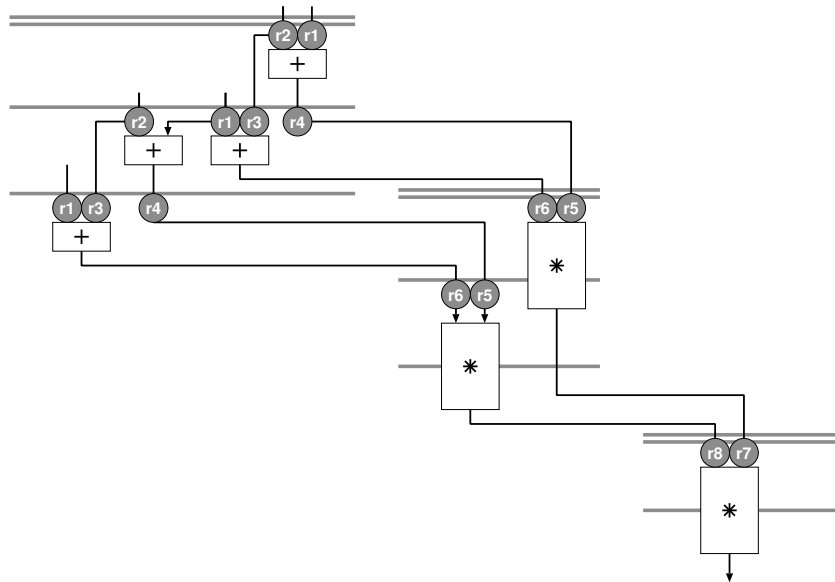 r2 r1
+
r2 r1 r3 r4
+ +
r1 r3 r4 r6 r5
+
*
r6 r5
*
r8 r7
*